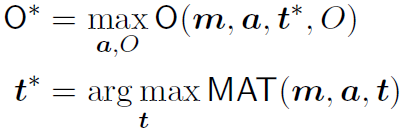 O* = max O(m, a, t*, O)
a,O
t* = arg max MAT(m, a, t)
t